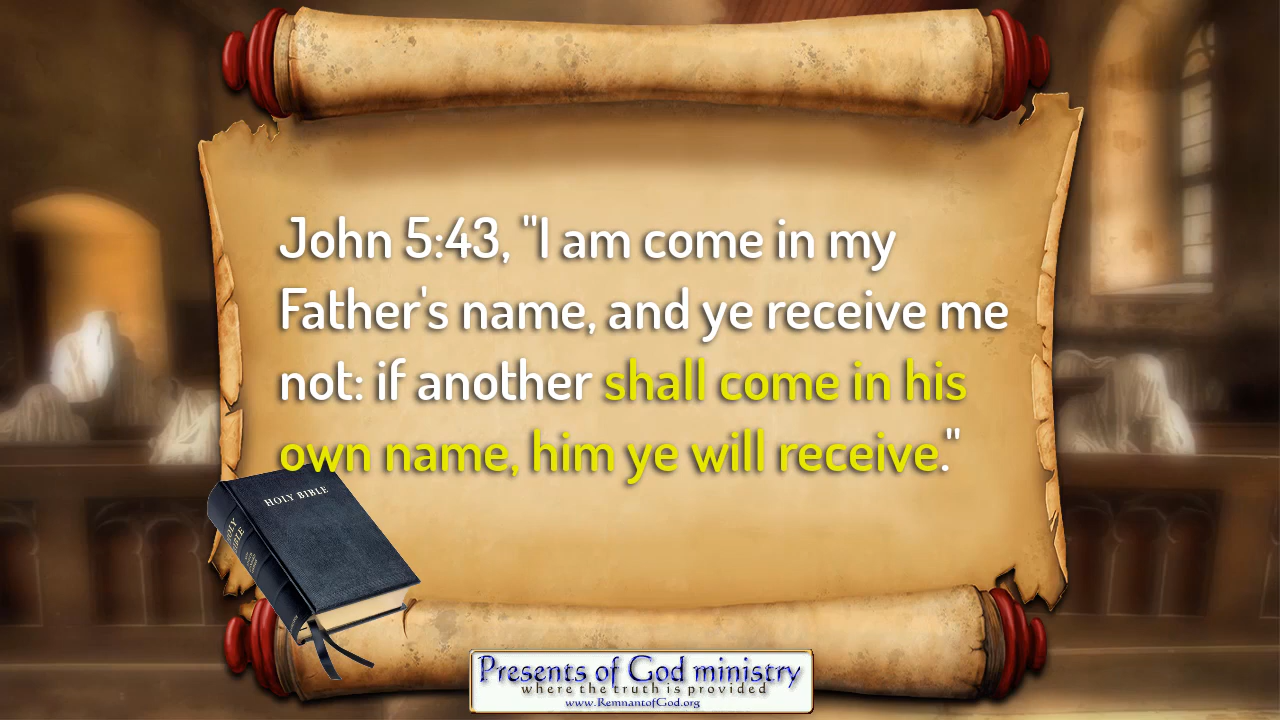 John 5:43, "I am come in my
Father's name, and ye receive me
not: if another shall come in his
own name, him ye will receive."
HOLY BIBLE
HOLY
BIBLE
Presents of God ministry
where the truth is provided
www.RemnantofGod.org